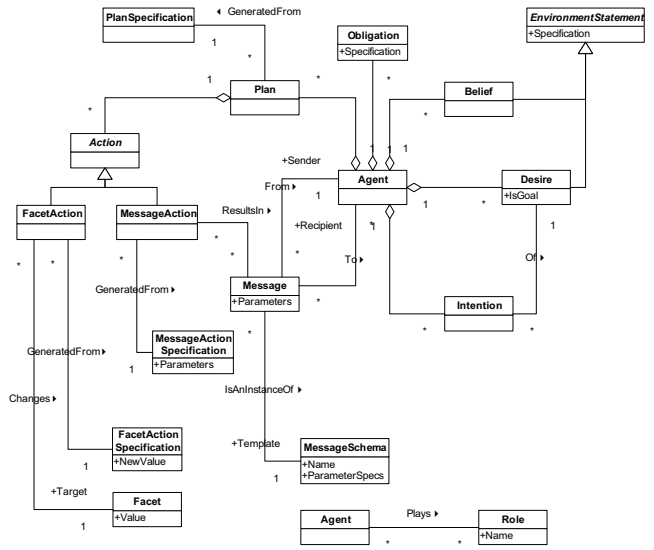 PlanSpecification
◂ GeneratedFrom
1
*
Obligation
+Specification
EnvironmentStatement
+Specification
Plan
1
*
*
Belief
*
*
Action
1
1
1
+Sender
Agent
From ▸
1
Desire
+IsGoal
1
*
1
FacetAction
MessageAction
ResultsIn
+Recipient
*
1
*
*
*
*
*
*
To ▸
Of ▸
Message
+Parameters
*
GeneratedFrom ▸
Intention
*
*
*
MessageAction
Specification
+Parameters
1
GeneratedFrom ▸
IsAnInstanceOf ▸
Changes ▸
FacetAction
Specification
+NewValue
1
+Template
1
MessageSchema
+Name
+ParameterSpecs
+Target
1
Facet
+Value
Agent
Plays ▸
*
*
Role
+Name